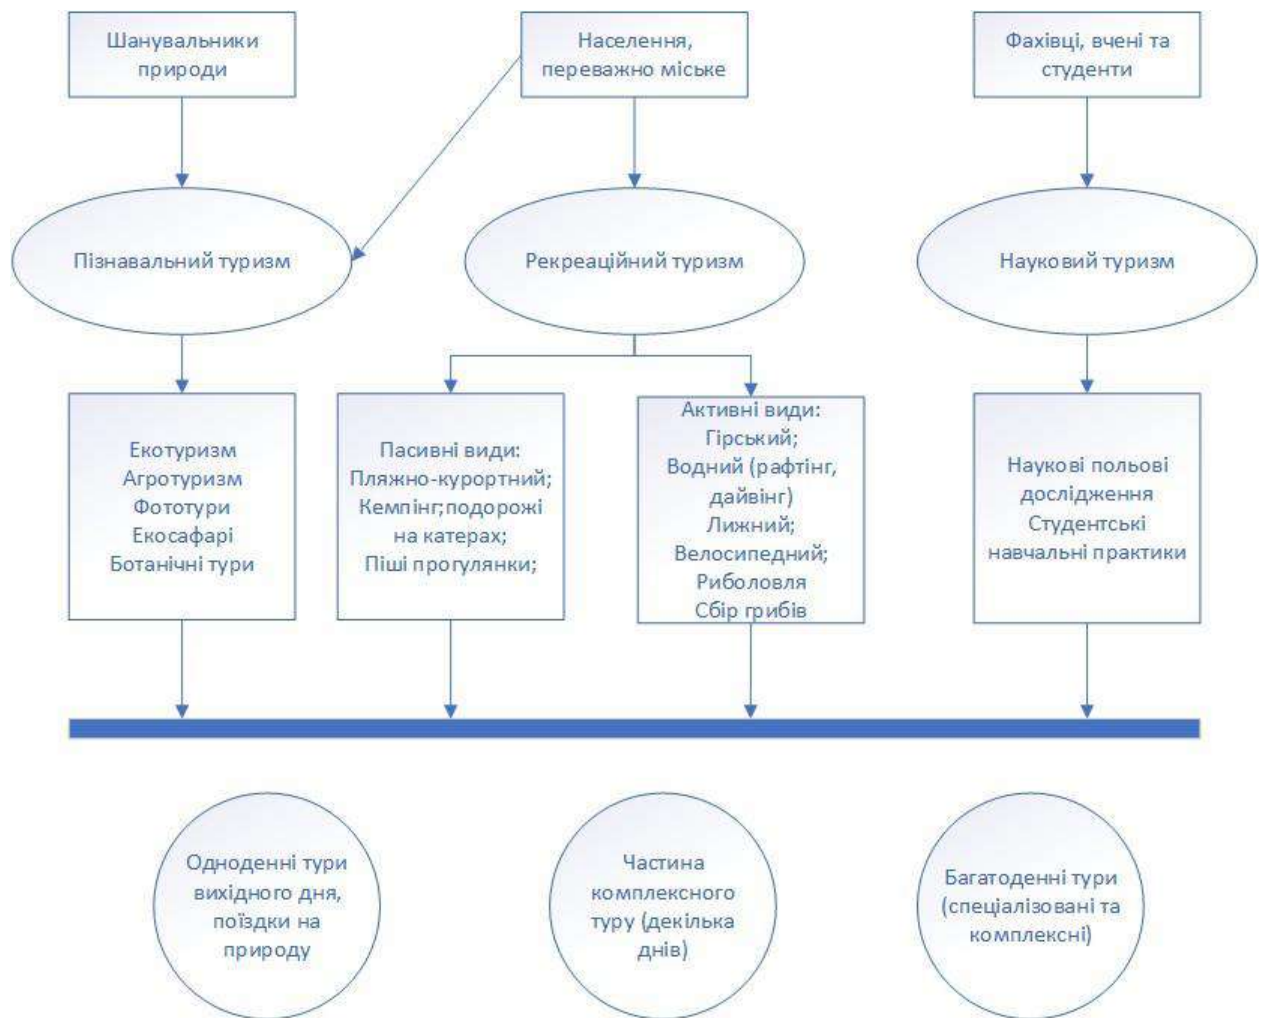 Шанувальники
природи
Населення,
переважно міське
Фахівці, вчені та
студенти
Пізнавальний туризм
Рекреаційний туризм
Науковий туризм
Екотуризм
Агротуризм
Фототури
Екосафарі
Ботанічні тури
Пасивні види:
Пляжно-курортний;
Кемпінг;подорожі
на катерах;
Піші прогулянки;
Активні види:
Гірський;
Водний (рафтінг,
дайвінг)
Лижний;
Велосипедний;
Риболовля
Сбір грибів
Наукові польові
дослідження
Студентські
навчальні практики
Одноденні тури
вихідного дня,
поїздки на
природу
Частина
комплексного
туру (декілька
днів)
Багатоденні тури
(спеціалізовані та
комплексні)